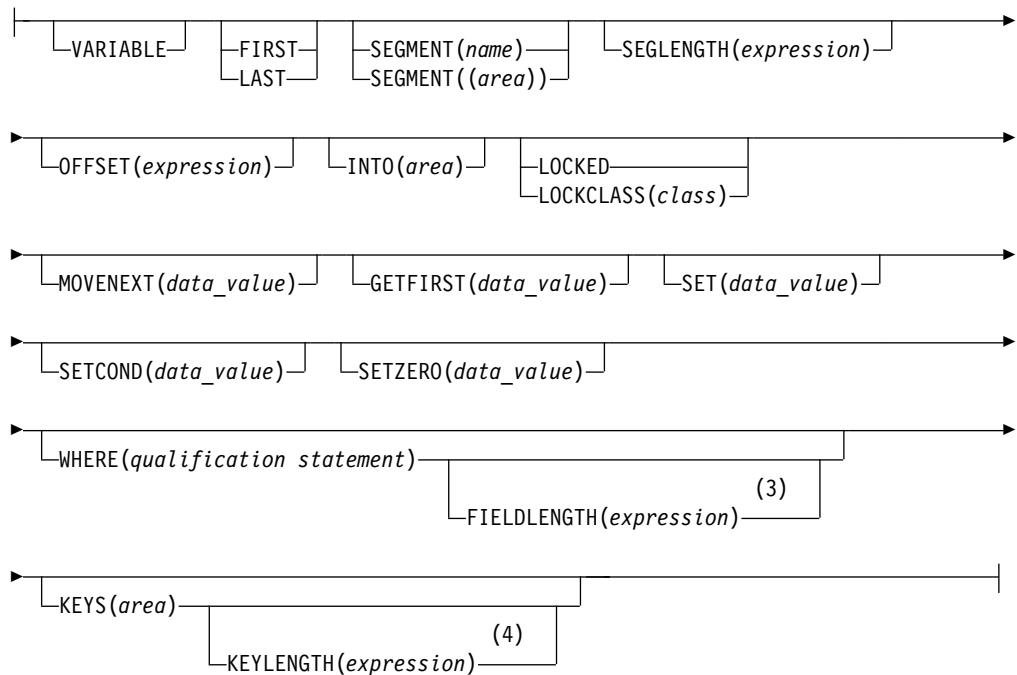 VARIABLE FIRST SEGMENT(name) SEGLENGTH(expression)
LAST SEGMENT((area))
OFFSET(expression) INTO(area) LOCKED
LOCKCLASS(class)
MOVENEXT(data_value) GETFIRST(data_value) SET(data_value)
SETCOND(data_value) SETZERO(data_value)
WHERE(qualification statement)
(3)
FIELDLENGTH(expression)
KEYS(area)
(4)
KEYLENGTH(expression)